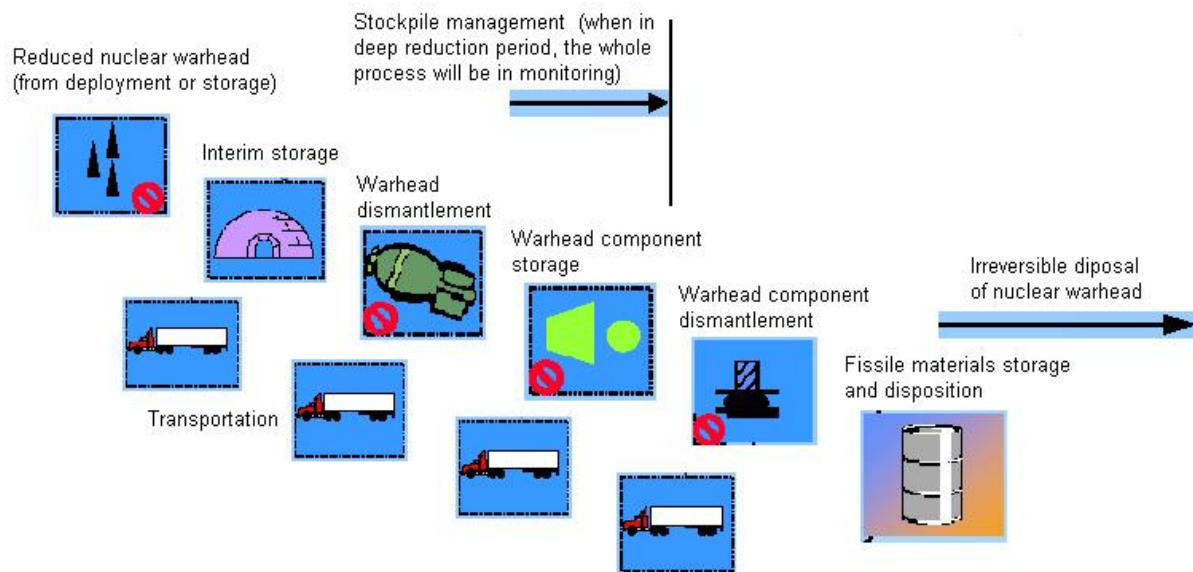 Stockpile management (when in
deep reduction period, the whole
process will be in monitoring)
Reduced nuclear warhead
(from deployment or storage)
Interim storage
Warhead
dismantlement
Warhead component
storage
Warhead component
dismantlement
Irreversible diposal
of nuclear warhead
Fissile materials storage
and disposition
Transportation